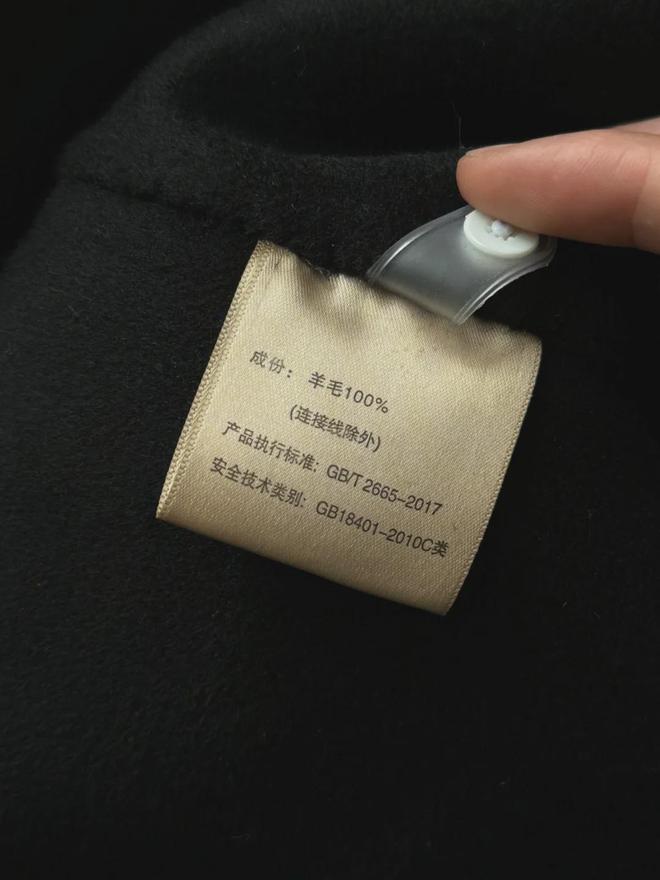 成份：羊毛100%
(连接线除外)
产品执行标准: GB/T 2665-2017
安全技术类别: GB18401-2010C类